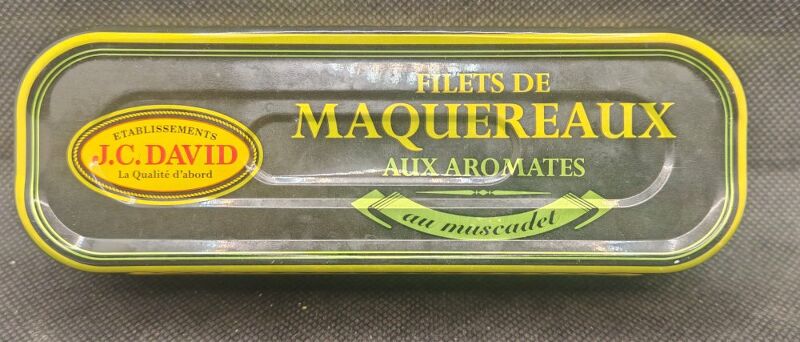 ETABLISSEMENTS
J.C. DAVID
La Qualité d'abord
FILETS DE
MAQUEREAUX
AUX AROMATES
au muscadet